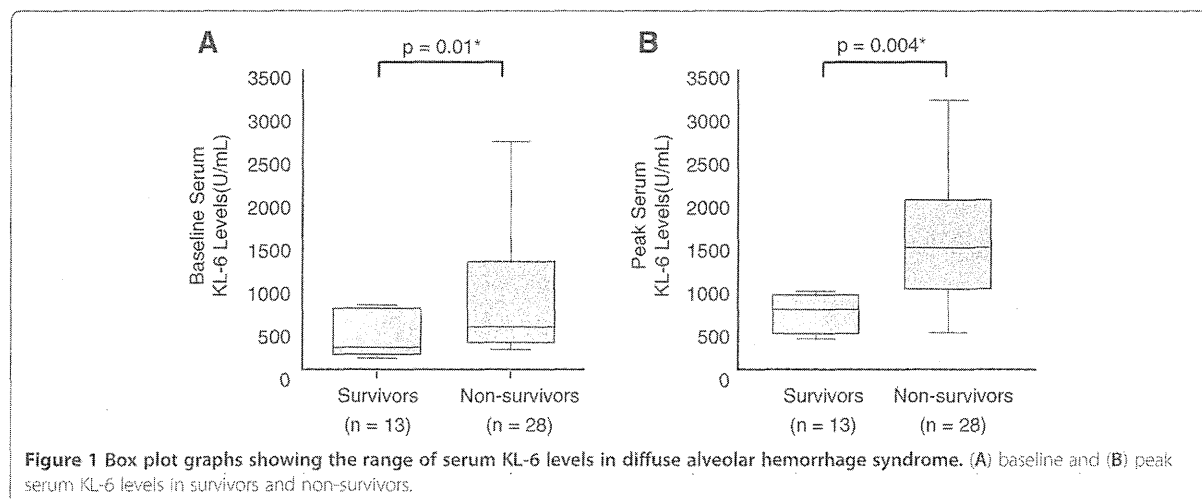 A
p = 0.01*
3500
3000
2500
2000
1500
1000
500
0
Baseline Serum
KL-6 Levels(U/mL)
Survivors
Non-survivors
(n = 13)
(n = 28)
B
p = 0.004*
3500
3000
2500
2000
1500
1000
500
0
Peak Serum
KL-6 Levels(U/mL)
Survivors
Non-survivors
(n = 13)
(n = 28)
Figure 1 Box plot graphs showing the range of serum KL-6 levels in diffuse alveolar hemorrhage syndrome. (A) baseline and (B) peak
serum KL-6 levels in survivors and non-survivors.